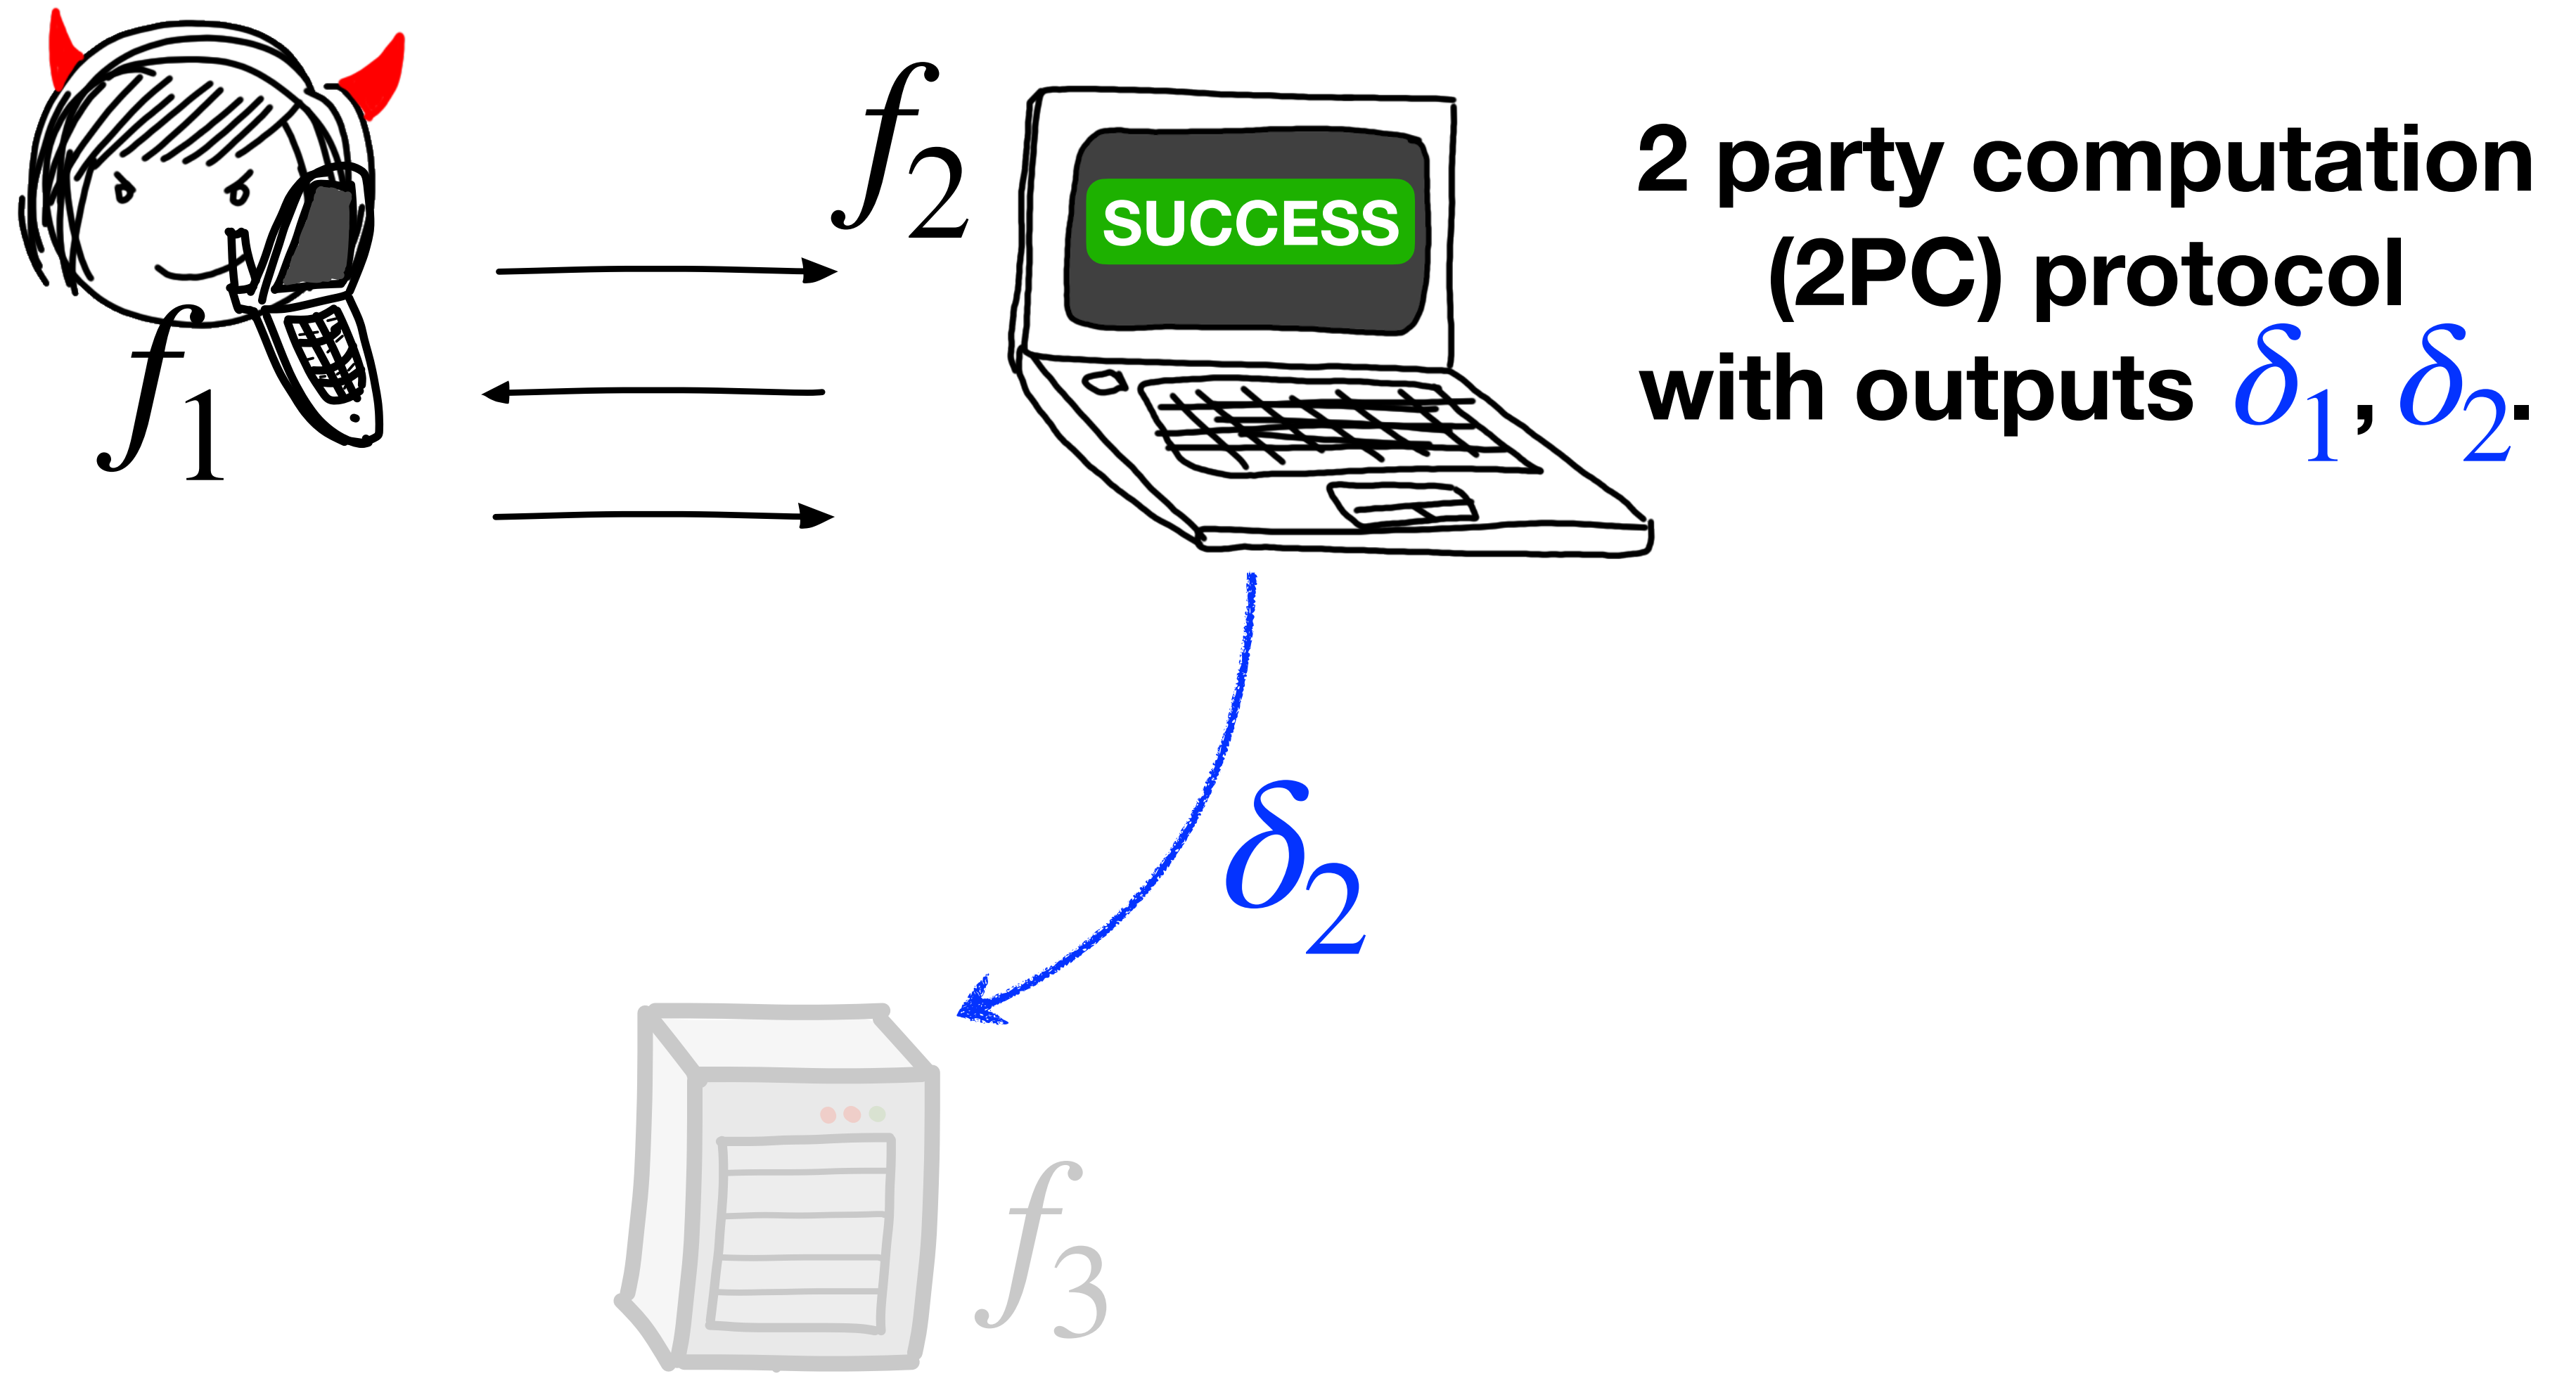 f₂
SUCCESS
2 party computation
(2PC) protocol
with outputs δ₁, δ₂.
f₁
δ₂
f₃